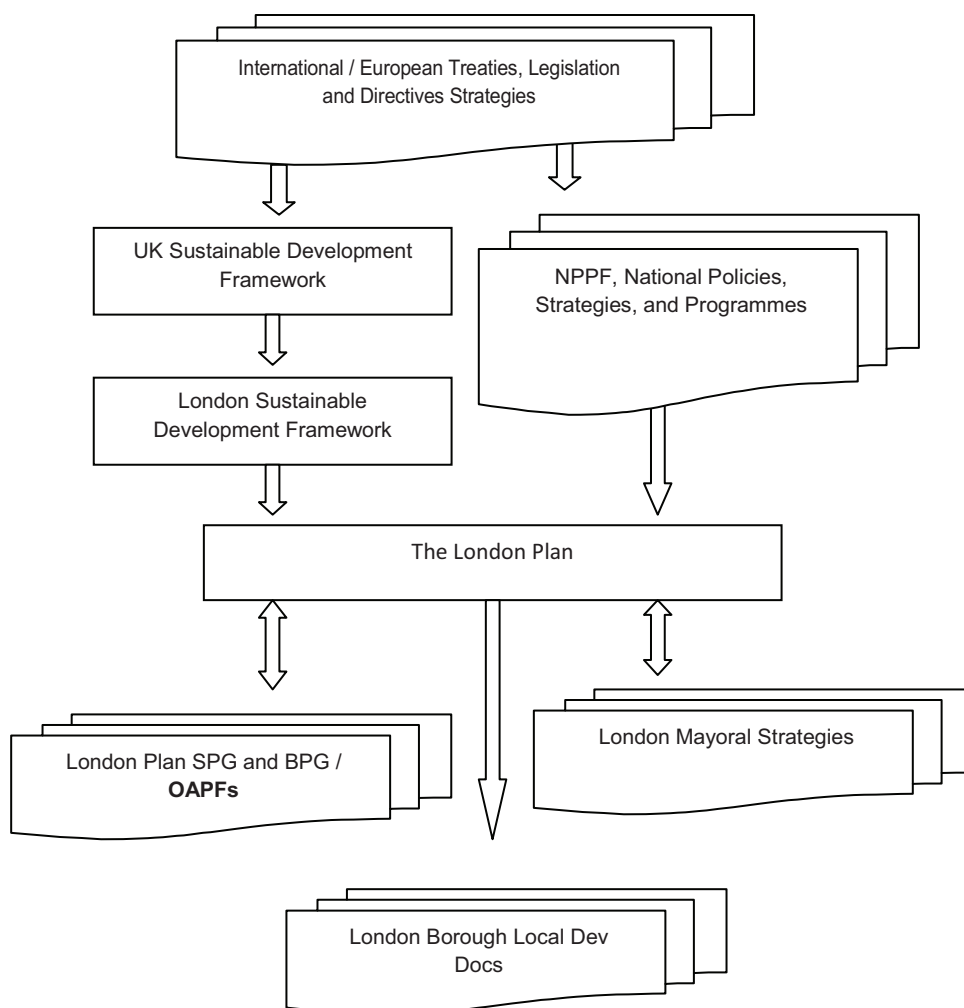 International / European Treaties, Legislation
and Directives Strategies
UK Sustainable Development
Framework
NPPF, National Policies,
Strategies, and Programmes
London Sustainable
Development Framework
The London Plan
London Plan SPG and BPG /
OAPFs
London Mayoral Strategies
London Borough Local Dev
Docs